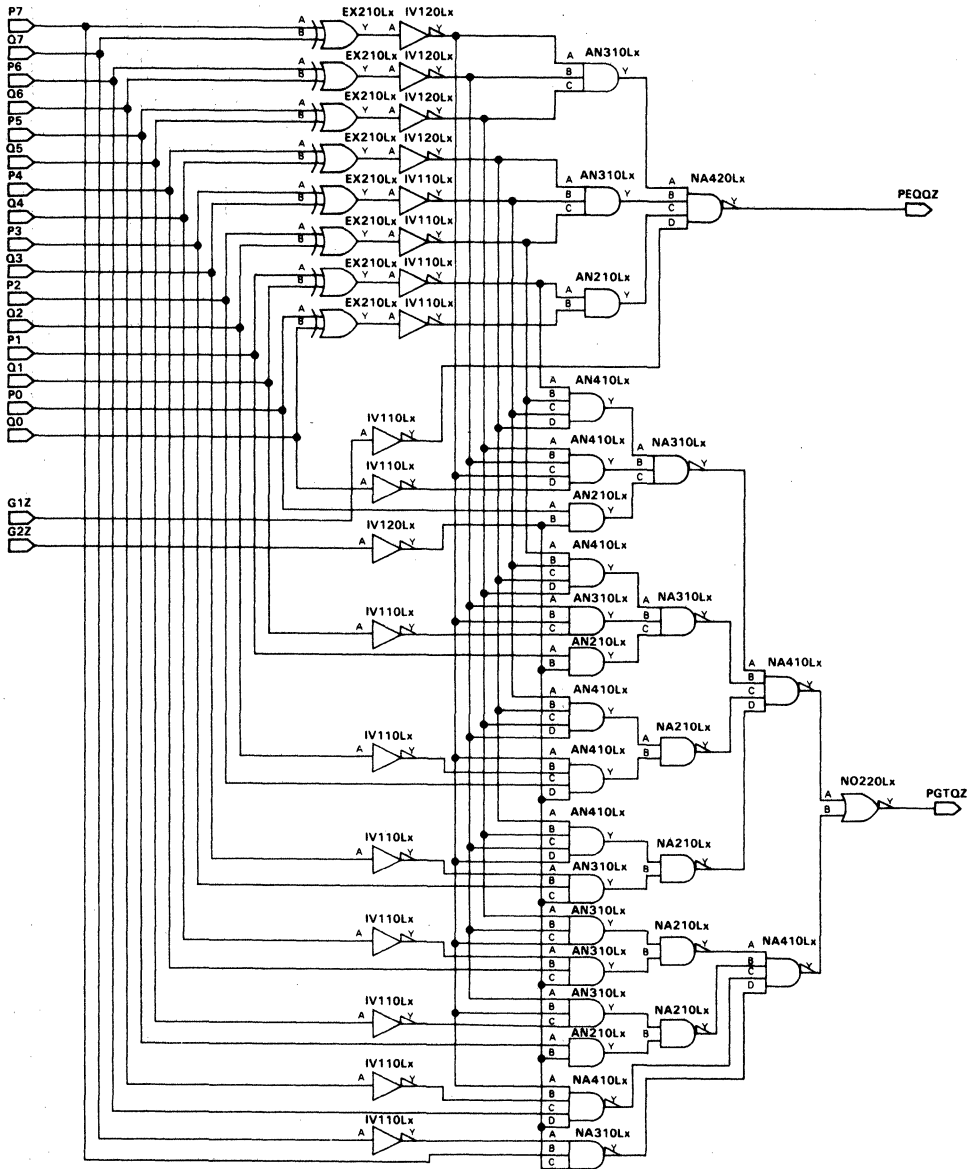 P7
Q7
P6
Q6
P5
Q5
P4
Q4
P3
Q3
P2
Q2
P1
Q1
P0
Q0
G1Z
G2Z
EX210Lx IV120Lx
A B Y A Y
EX210Lx IV120Lx
A B Y A Y
EX210Lx IV120Lx
A B Y A Y
EX210Lx IV120Lx
A B Y A Y
EX210Lx IV110Lx
A B Y A Y
EX210Lx IV110Lx
A B Y A Y
EX210Lx IV110Lx
A B Y A Y
EX210Lx IV110Lx
A B Y A Y
AN310Lx
A B C Y
AN310Lx
A B C Y
AN210Lx
A B Y
NA420Lx
A B C D Y
PEQQZ
IV110Lx
A Y
IV110Lx
A Y
IV120Lx
A Y
AN410Lx
A B C D Y
AN410Lx
A B C D Y
AN210Lx
A B Y
NA310Lx
A B C Y
IV110Lx
A Y
AN410Lx
A B C D Y
AN310Lx
A B C Y
AN210Lx
A B Y
NA310Lx
A B C Y
IV110Lx
A Y
AN410Lx
A B C D Y
AN410Lx
A B C D Y
NA210Lx
A B Y
NA410Lx
A B C D Y
IV110Lx
A Y
AN410Lx
A B C D Y
AN310Lx
A B C Y
NA210Lx
A B Y
NO220Lx
A B Y
PGTQZ
IV110Lx
A Y
AN310Lx
A B C Y
AN310Lx
A B C Y
NA210Lx
A B Y
NA410Lx
A B C D Y
IV110Lx
A Y
AN310Lx
A B C Y
AN210Lx
A B Y
NA210Lx
A B Y
IV110Lx
A Y
NA410Lx
A B C D Y
IV110Lx
A Y
NA310Lx
A B C Y